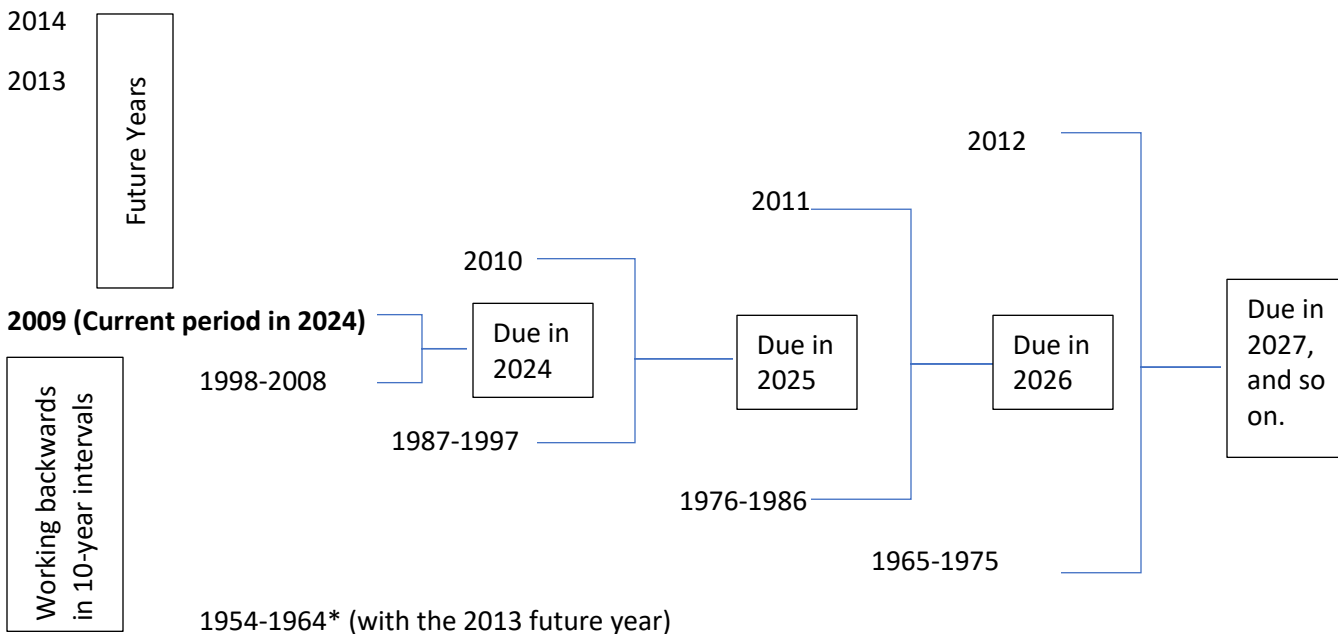 2014
2013
Future Years
2012
2011
2010
2009 (Current period in 2024)
1998-2008
Due in
2024
Due in
2025
Due in
2026
Due in
2027,
and so
on.
Working backwards
in 10-year intervals
1987-1997
1976-1986
1965-1975
1954-1964* (with the 2013 future year)